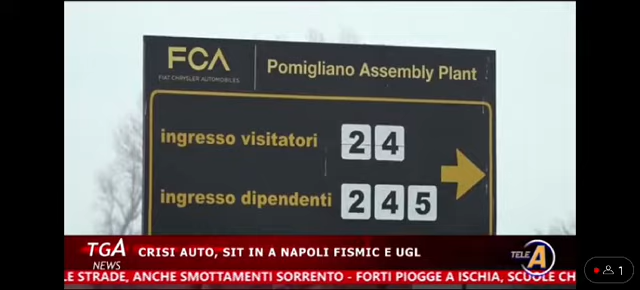 FCA
FIAT CHRYSLER AUTOMOBILES
Pomigliano Assembly Plant
ingresso visitatori 24
ingresso dipendenti 245
TGA NEWS
CRISI AUTO, SIT IN A NAPOLI FISMIC E UGL
TELE A
LE STRADE, ANCHE SMOTTAMENTI SORRENTO - FORTI PIOGGE A ISCHIA, SCUOLE CH
1